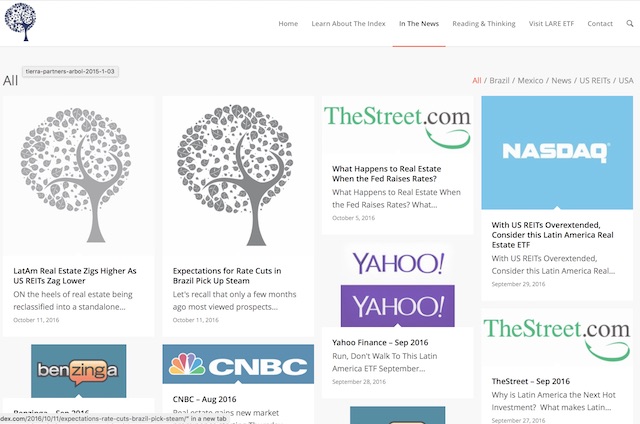 Home
Learn About The Index
In The News
Reading & Thinking
Visit LARE ETF
Contact
All
tierra-partners-arbol-2015-1-03
All / Brazil / Mexico / News / US REITs / USA
LatAm Real Estate Zigs Higher As
US REITs Zag Lower
ON the heels of real estate being
reclassified into a standalone...
October 11, 2016
Expectations for Rate Cuts in
Brazil Pick Up Steam
Let's recall that only a few months
ago most viewed prospects...
October 11, 2016
TheStreet.com
What Happens to Real Estate
When the Fed Raises Rates?
What Happens to Real Estate When
the Fed Raises Rates? What...
October 5, 2016
NASDAQ
With US REITs Overextended,
Consider this Latin America Real
Estate ETF
With US REITs Overextended,
Consider this Latin America Real...
September 29, 2016
benzinga
Benzinga – Sep 2016
CNBC
CNBC – Aug 2016
Real estate gains new market
YAHOO!
YAHOO!
Yahoo Finance – Sep 2016
Run, Don't Walk To This Latin
America ETF September...
September 28, 2016
TheStreet.com
TheStreet – Sep 2016
Why is Latin America the Next Hot
Investment? What makes Latin...
September 27, 2016
dex.com/2016/10/11/expectations-rate-cuts-brazil-pick-steam/" in a new tab